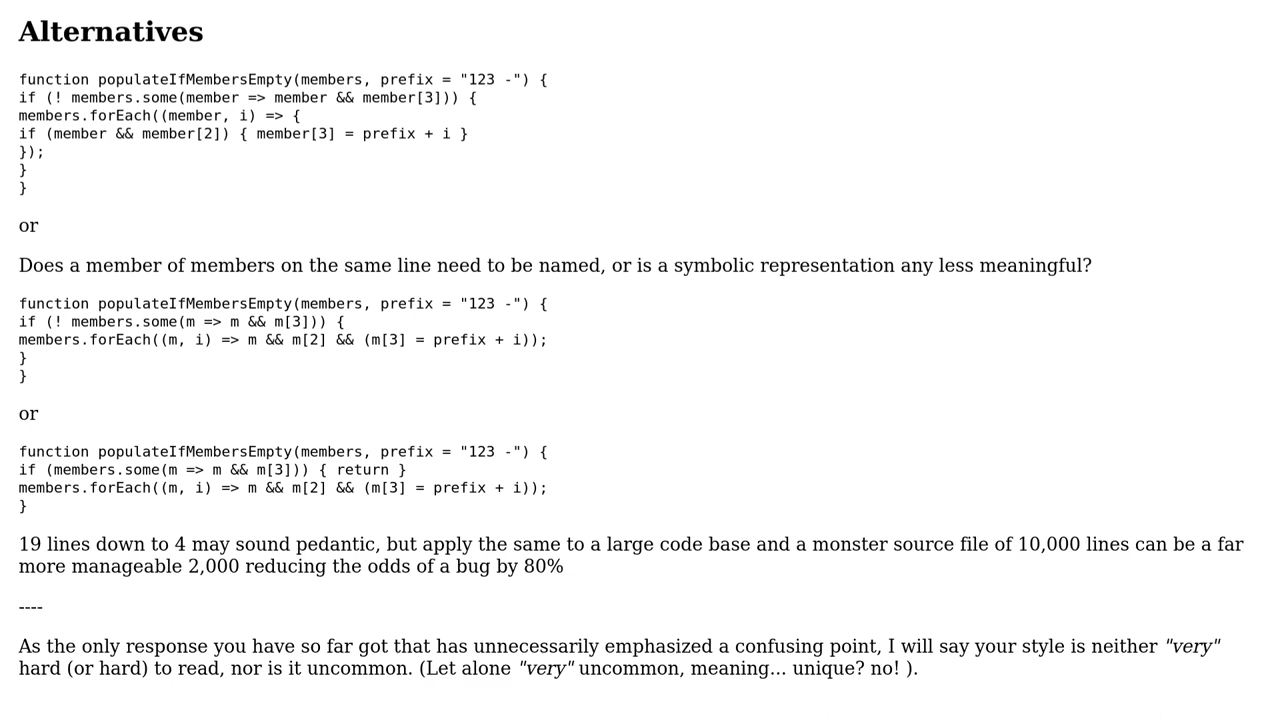 Alternatives
function populateIfMembersEmpty(members, prefix = "123 -") {
if (! members.some(member => member && member[3])) {
members.forEach((member, i) => {
if (member && member[2]) { member[3] = prefix + i }
});
}
}
or
Does a member of members on the same line need to be named, or is a symbolic representation any less meaningful?
function populateIfMembersEmpty(members, prefix = "123 -") {
if (! members.some(m => m && m[3])) {
members.forEach((m, i) => m && m[2] && (m[3] = prefix + i));
}
}
or
function populateIfMembersEmpty(members, prefix = "123 -") {
if (members.some(m => m && m[3])) { return }
members.forEach((m, i) => m && m[2] && (m[3] = prefix + i));
}
19 lines down to 4 may sound pedantic, but apply the same to a large code base and a monster source file of 10,000 lines can be a far
more manageable 2,000 reducing the odds of a bug by 80%
----
As the only response you have so far got that has unnecessarily emphasized a confusing point, I will say your style is neither "very"
hard (or hard) to read, nor is it uncommon. (Let alone "very" uncommon, meaning... unique? no! ).